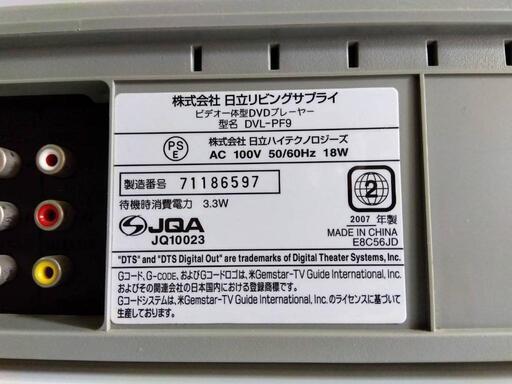 株式会社 日立リビングサプライ
ビデオ一体型DVDプレーヤー
型名 DVL-PF9
PS
E
株式会社 日立ハイテクノロジーズ
AC 100V 50/60Hz 18W
製造番号 71186597
2
待機時消費電力 3.3W
2007 年製
JQA
JQ10023
MADE IN CHINA
E8C56JD
"DTS" and "DTS Digital Out" are trademarks of Digital Theater Systems, Inc.
Gコード, G-CODE, およびGコードロゴは, 米Gemstar-TV Guide International, Inc.
およびその関連会社の日本国内における登録商標です.
Gコードシステムは, 米Gemstar-TV Guide International, Inc. のライセンスに基づいて
生産しております.